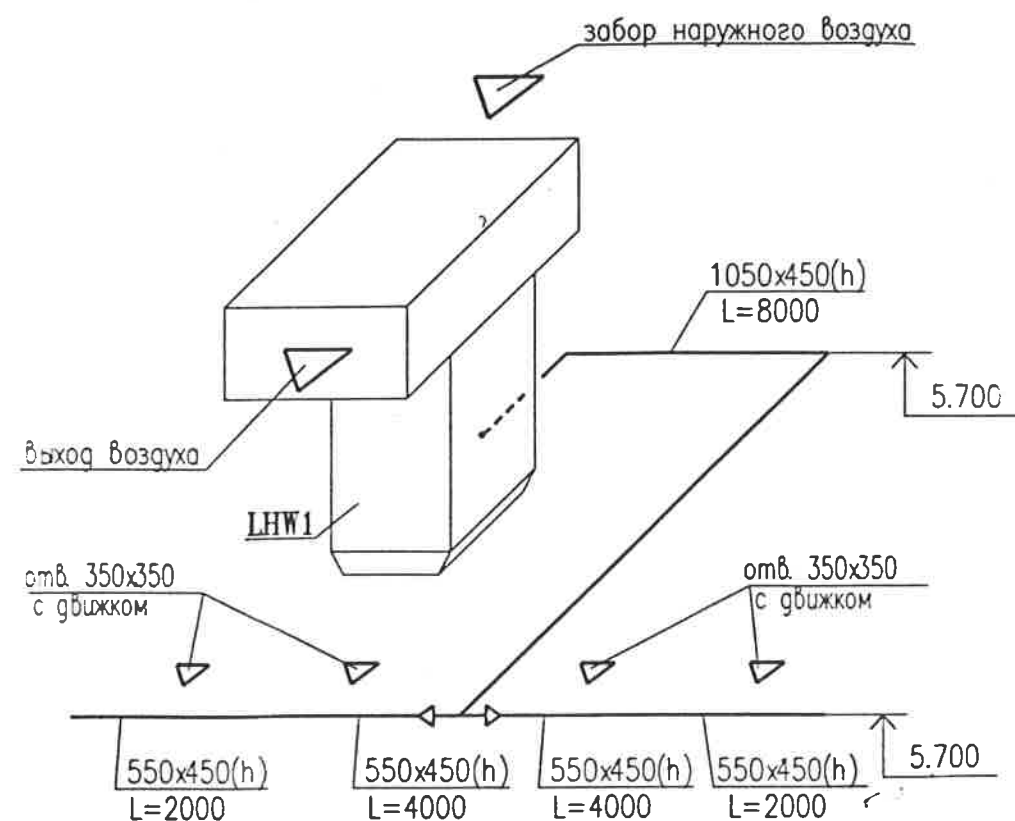 забор наружного воздуха
1050x450(h)
L=8000
5.700
выход воздуха
LHW1
отв. 350x350
с движком
отв. 350x350
с движком
550x450(h)
L=2000
550x450(h)
L=4000
550x450(h)
L=4000
550x450(h)
L=2000
5.700